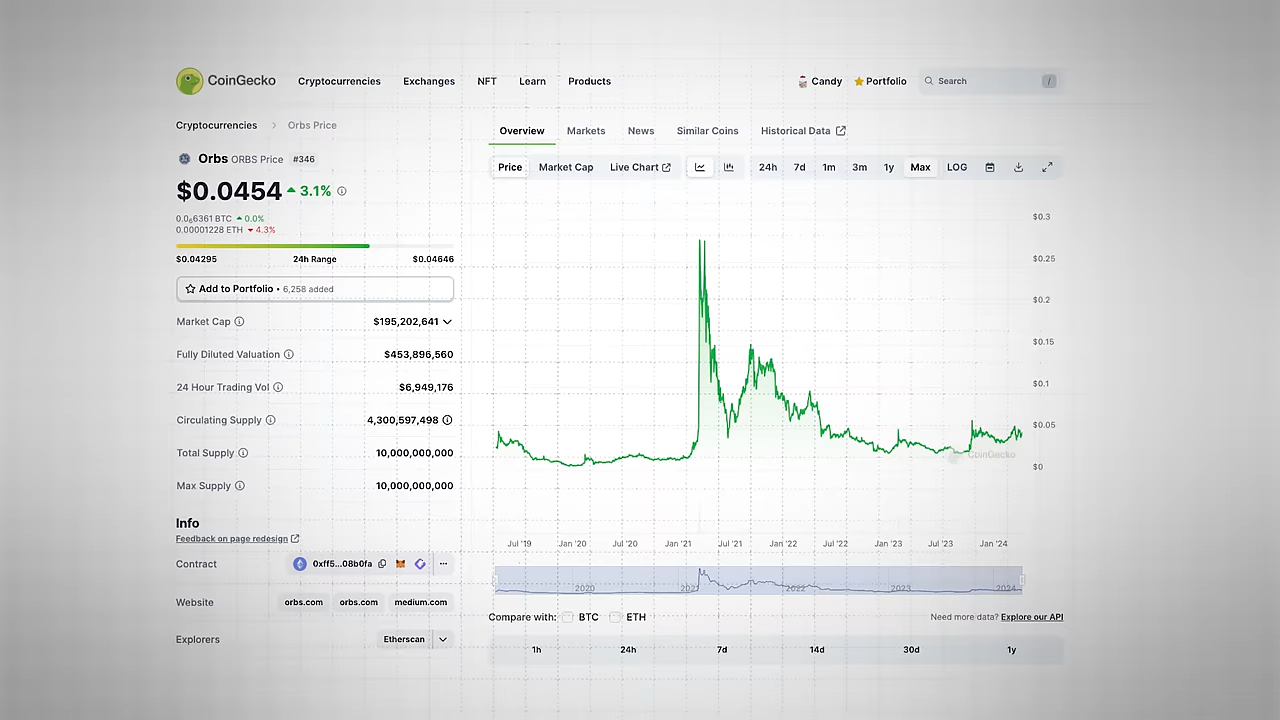 CoinGecko Cryptocurrencies Exchanges NFT Learn Products Candy Portfolio Search /
Cryptocurrencies > Orbs Price
Orbs ORBS Price #346
$0.0454 3.1%
0.0₆6361 BTC 0.0%
0.00001228 ETH 4.3%
$0.04295 24h Range $0.04646
Add to Portfolio • 6,258 added
Market Cap $195,202,641
Fully Diluted Valuation $453,896,560
24 Hour Trading Vol $6,949,176
Circulating Supply 4,300,597,498
Total Supply 10,000,000,000
Max Supply 10,000,000,000
Info
Feedback on page redesign
Contract 0xff5...08b0fa ...
Website orbs.com orbs.com medium.com
Explorers Etherscan
Overview Markets News Similar Coins Historical Data
Price Market Cap Live Chart 24h 7d 1m 3m 1y Max LOG
$0.3
$0.25
$0.2
$0.15
$0.1
$0.05
CoinGecko
$0
Jul '19 Jan '20 Jul '20 Jan '21 Jul '21 Jan '22 Jul '22 Jan '23 Jul '23 Jan '24
2020 2021 2022 2023 2024
Compare with: BTC ETH Need more data? Explore our API
1h 24h 7d 14d 30d 1y